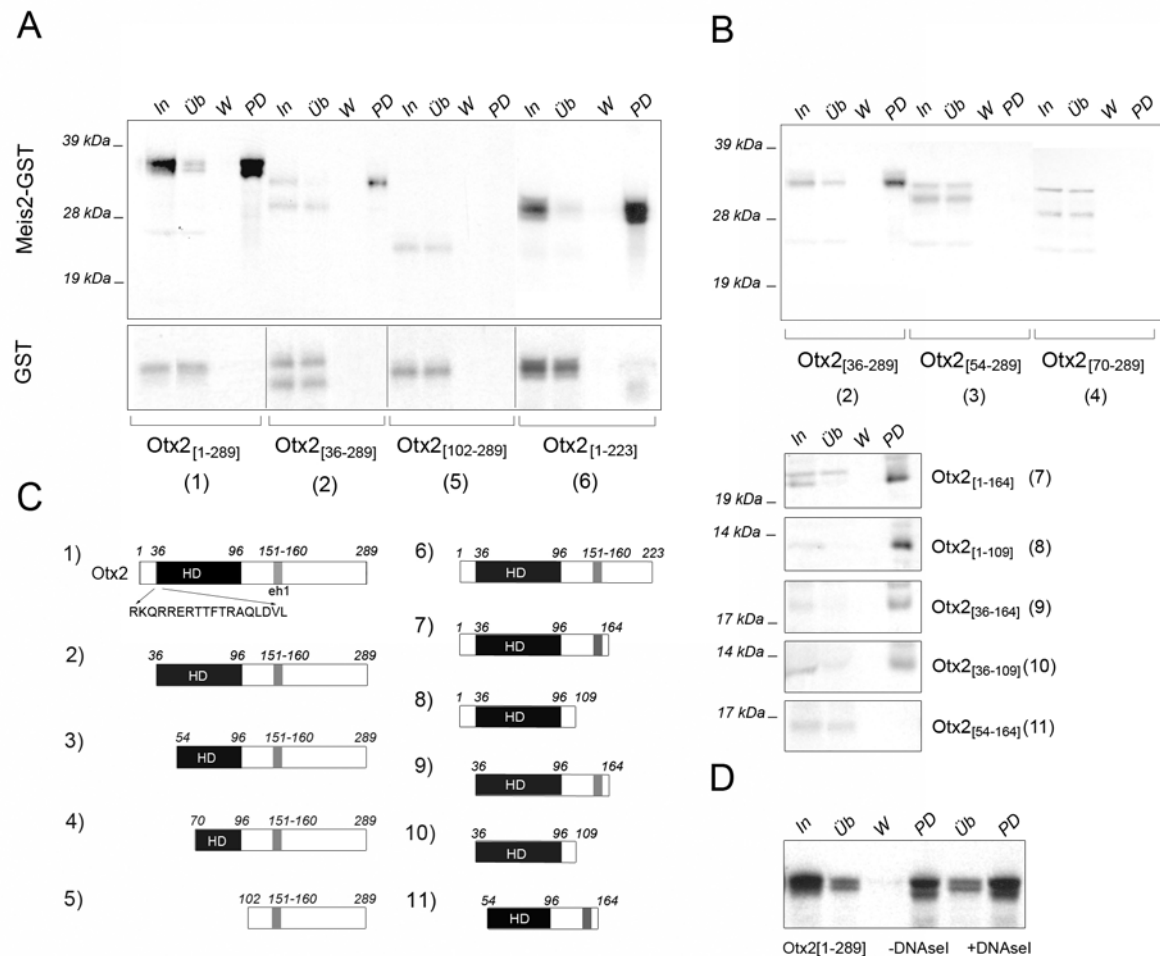 A
In Üb W PD In Üb W PD In Üb W PD In Üb W PD
39 kDa
28 kDa
19 kDa
Meis2-GST
GST
Otx2[1-289] Otx2[36-289] Otx2[102-289] Otx2[1-223]
(1) (2) (5) (6)
B
In Üb W PD In Üb W PD In Üb W PD
39 kDa
28 kDa
19 kDa
Otx2[36-289] Otx2[54-289] Otx2[70-289]
(2) (3) (4)
In Üb W PD
19 kDa
Otx2[1-164] (7)
14 kDa
Otx2[1-109] (8)
17 kDa
Otx2[36-164] (9)
14 kDa
Otx2[36-109] (10)
17 kDa
Otx2[54-164] (11)
C
1) 1 36 96 151-160 289
Otx2 HD
eh1
RKQRRERTTFTRAQLDVL
2) 36 96 151-160 289
HD
3) 54 96 151-160 289
HD
4) 70 96 151-160 289
HD
5) 102 151-160 289
6) 1 36 96 151-160 223
HD
7) 1 36 96 164
HD
8) 1 36 96 109
HD
9) 36 96 164
HD
10) 36 96 109
HD
11) 54 96 164
HD
D
In Üb W PD Üb PD
Otx2[1-289] -DNAseI +DNAseI